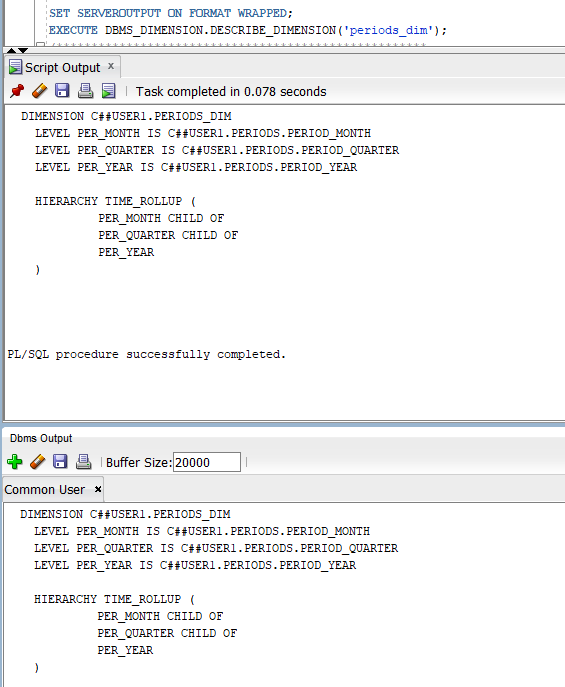 SET SERVEROUTPUT ON FORMAT WRAPPED;
EXECUTE DBMS_DIMENSION.DESCRIBE_DIMENSION('periods_dim');
Script Output x
Task completed in 0.078 seconds
DIMENSION C##USER1.PERIODS_DIM
LEVEL PER_MONTH IS C##USER1.PERIODS.PERIOD_MONTH
LEVEL PER_QUARTER IS C##USER1.PERIODS.PERIOD_QUARTER
LEVEL PER_YEAR IS C##USER1.PERIODS.PERIOD_YEAR
HIERARCHY TIME_ROLLUP (
PER_MONTH CHILD OF
PER_QUARTER CHILD OF
PER_YEAR
)
PL/SQL procedure successfully completed.
Dbms Output
Buffer Size: 20000
Common User x
DIMENSION C##USER1.PERIODS_DIM
LEVEL PER_MONTH IS C##USER1.PERIODS.PERIOD_MONTH
LEVEL PER_QUARTER IS C##USER1.PERIODS.PERIOD_QUARTER
LEVEL PER_YEAR IS C##USER1.PERIODS.PERIOD_YEAR
HIERARCHY TIME_ROLLUP (
PER_MONTH CHILD OF
PER_QUARTER CHILD OF
PER_YEAR
)